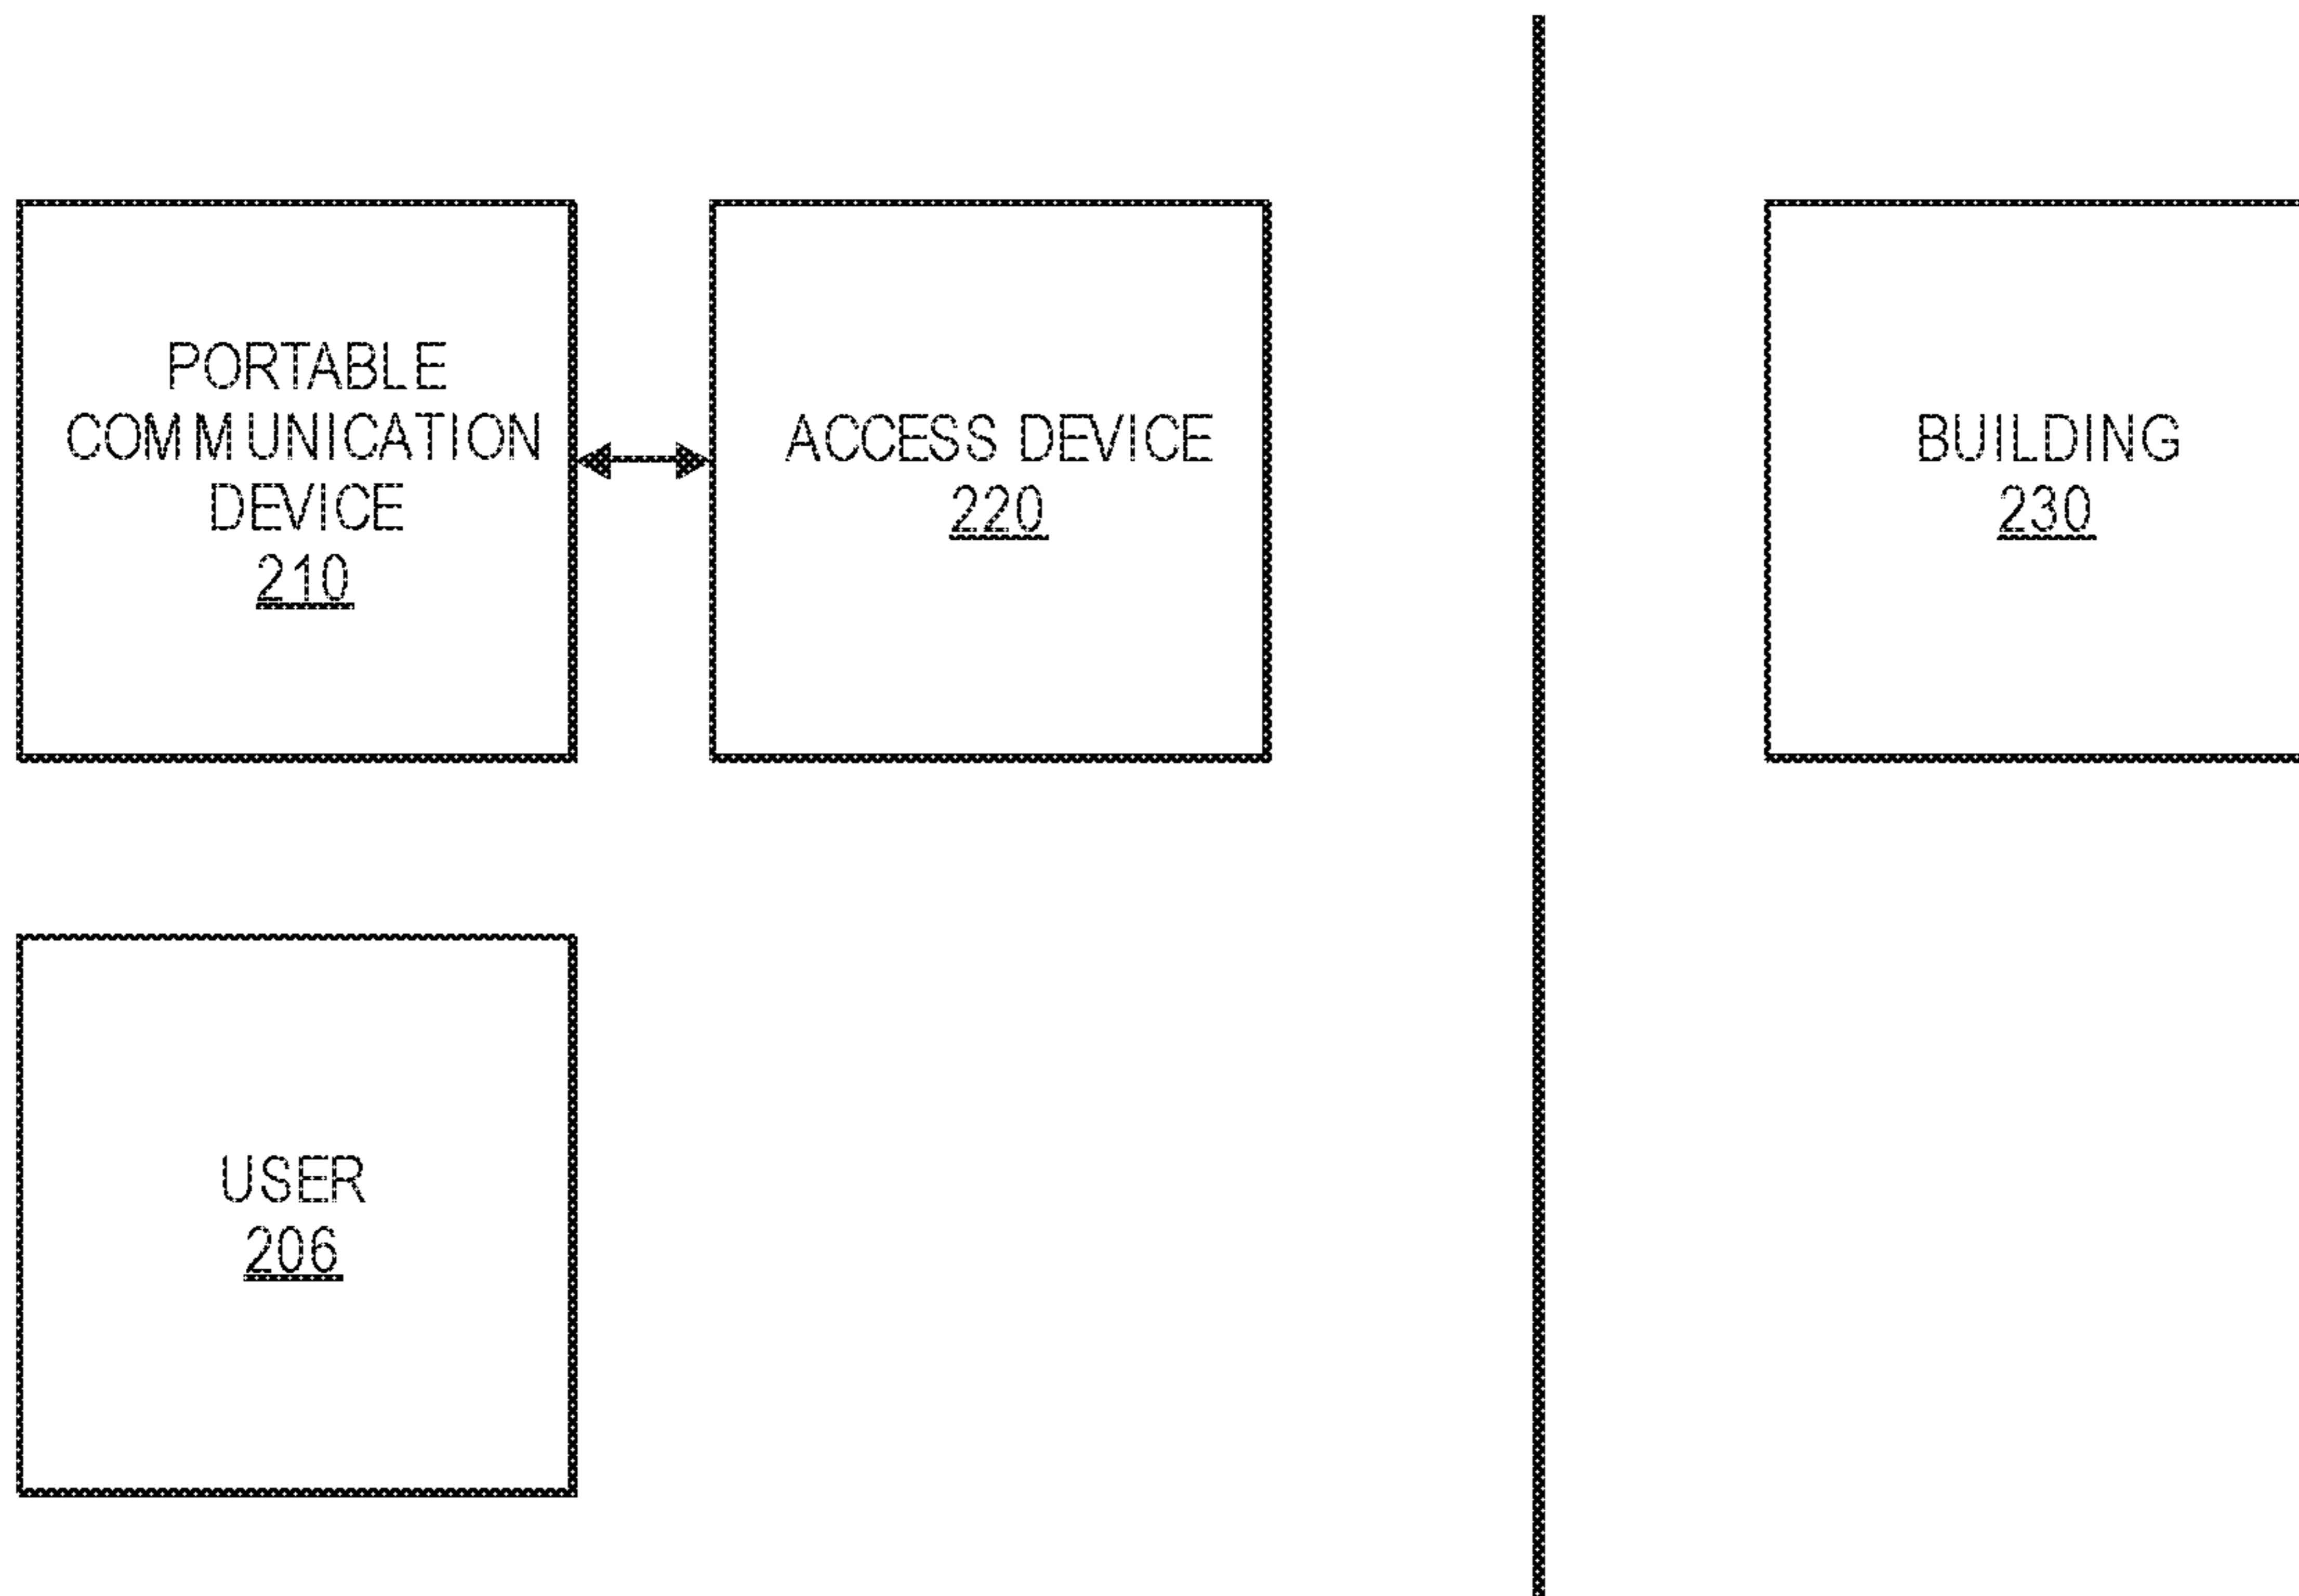 PORTABLE
COMMUNICATION
DEVICE
210
ACCESS DEVICE
220
BUILDING
230
USER
206